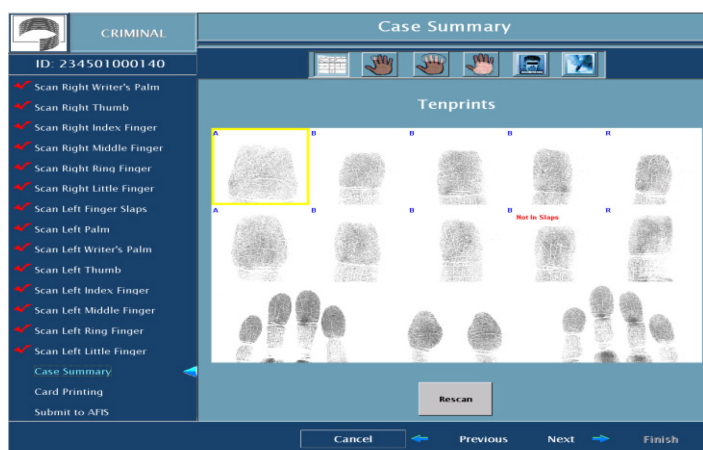 CRIMINAL
Case Summary
ID: 234501000140
Scan Right Writer's Palm
Scan Right Thumb
Scan Right Index Finger
Scan Right Middle Finger
Scan Right Ring Finger
Scan Right Little Finger
Scan Left Finger Slaps
Scan Left Palm
Scan Left Writer's Palm
Scan Left Thumb
Scan Left Index Finger
Scan Left Middle Finger
Scan Left Ring Finger
Scan Left Little Finger
Case Summary
Card Printing
Submit to AFIS
Tenprints
A B B B R
A B B B R
Not In Slaps
Rescan
Cancel Previous Next Finish